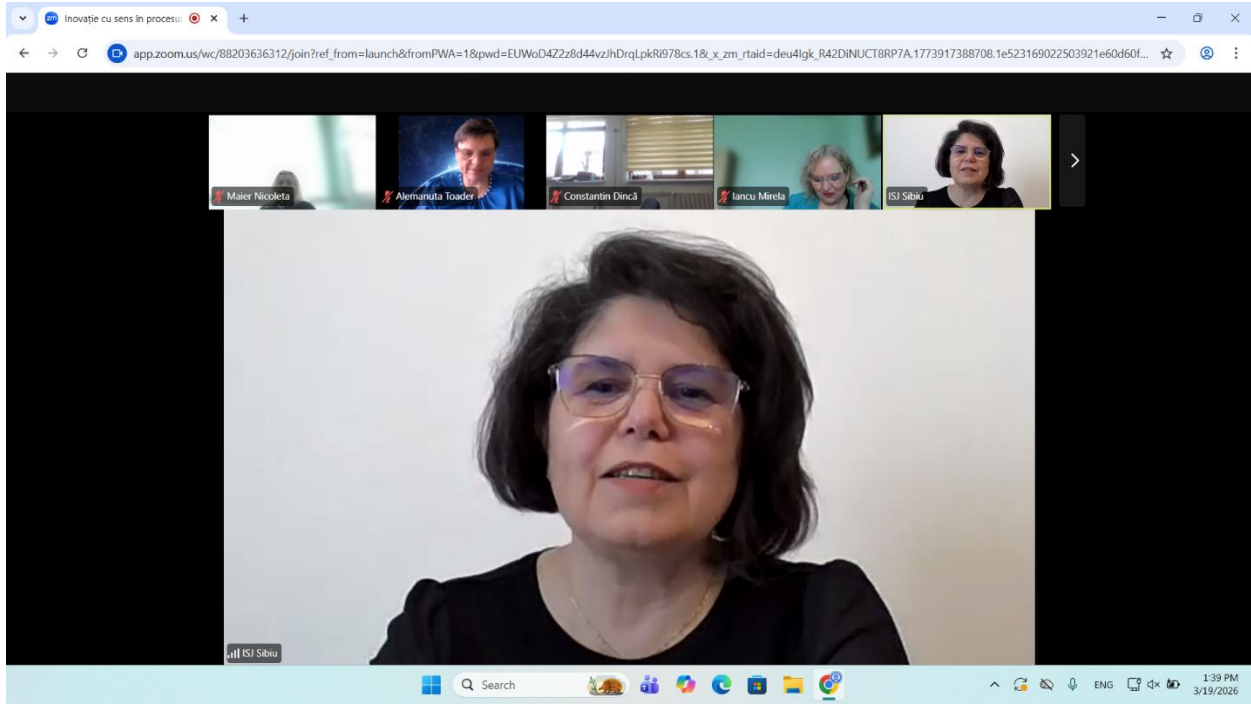 Inovație cu sens în procesu
app.zoom.us/wc/88203636312/join?ref_from=launch&fromPWA=1&pwd=EUWoD4Z2z8d44vzJhDrqLpkRi978cs.1&_x_zm_rtaid=deu4Igk_R42DiNUCT8RP7A.1773917388708.1e523169022503921e60d60f...
Maier Nicoleta
Alemanuta Toader
Constantin Dincă
Iancu Mirela
ISJ Sibiu
ISJ Sibiu
Search
ENG
1:39 PM
3/19/2026